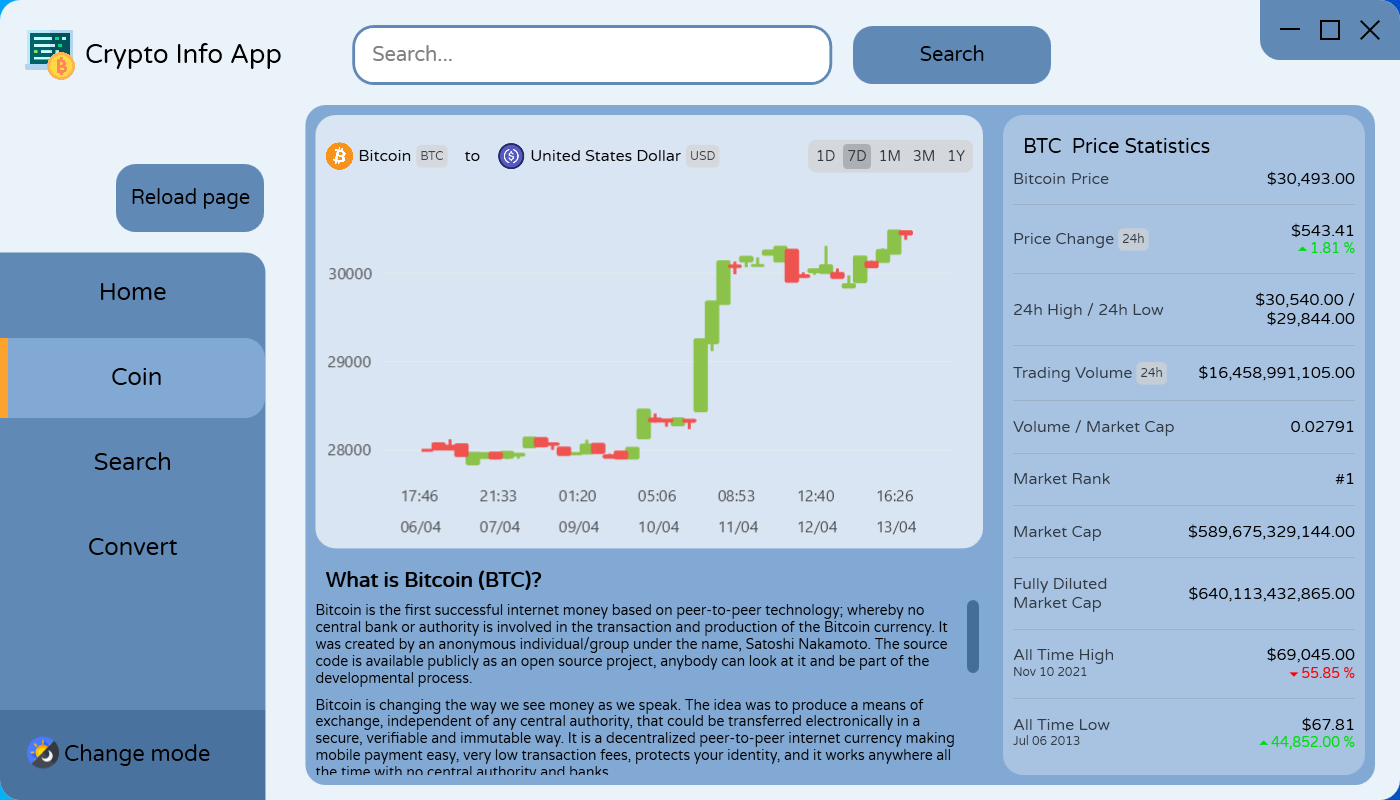 Crypto Info App
Search...
Search
Reload page
Home
Coin
Search
Convert
Change mode
Bitcoin BTC to United States Dollar USD
1D 7D 1M 3M 1Y
30000
29000
28000
17:46 21:33 01:20 05:06 08:53 12:40 16:26
06/04 07/04 09/04 10/04 11/04 12/04 13/04
What is Bitcoin (BTC)?
Bitcoin is the first successful internet money based on peer-to-peer technology; whereby no
central bank or authority is involved in the transaction and production of the Bitcoin currency. It
was created by an anonymous individual/group under the name, Satoshi Nakamoto. The source
code is available publicly as an open source project, anybody can look at it and be part of the
developmental process.
Bitcoin is changing the way we see money as we speak. The idea was to produce a means of
exchange, independent of any central authority, that could be transferred electronically in a
secure, verifiable and immutable way. It is a decentralized peer-to-peer internet currency making
mobile payment easy, very low transaction fees, protects your identity, and it works anywhere all
the time with no central authority and banks.
BTC Price Statistics
Bitcoin Price $30,493.00
Price Change 24h $543.41
1.81 %
24h High / 24h Low $30,540.00 /
$29,844.00
Trading Volume 24h $16,458,991,105.00
Volume / Market Cap 0.02791
Market Rank #1
Market Cap $589,675,329,144.00
Fully Diluted
Market Cap $640,113,432,865.00
All Time High $69,045.00
Nov 10 2021 55.85 %
All Time Low $67.81
Jul 06 2013 44,852.00 %